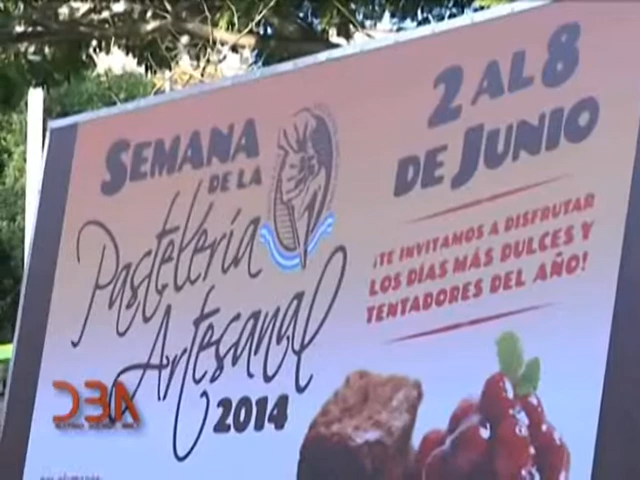 SEMANA
DE LA
Pastelería
Artesanal
2014
2 AL 8
DE JUNIO
¡TE INVITAMOS A DISFRUTAR
LOS DÍAS MÁS DULCES Y
TENTADORES DEL AÑO!
DBA